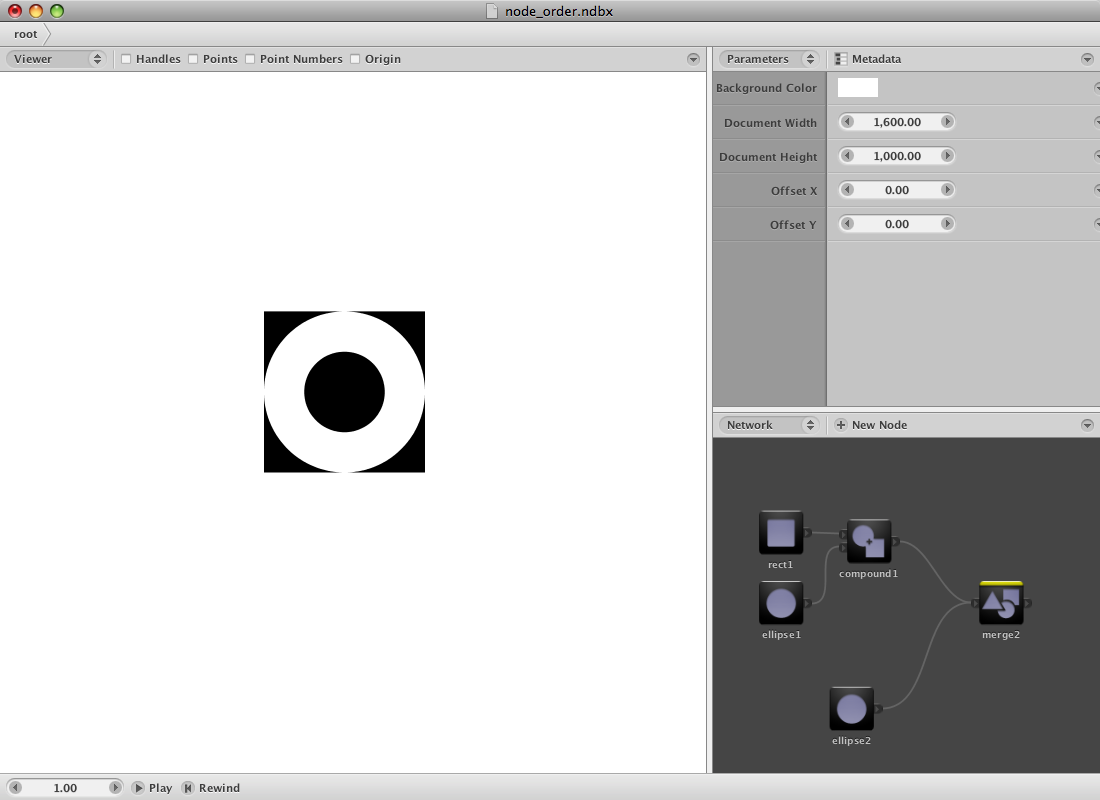 node_order.ndbx
root
Viewer Handles Points Point Numbers Origin
Parameters Metadata
Background Color
Document Width 1,600.00
Document Height 1,000.00
Offset X 0.00
Offset Y 0.00
Network New Node
rect1
compound1
ellipse1
merge2
ellipse2
1.00 Play Rewind